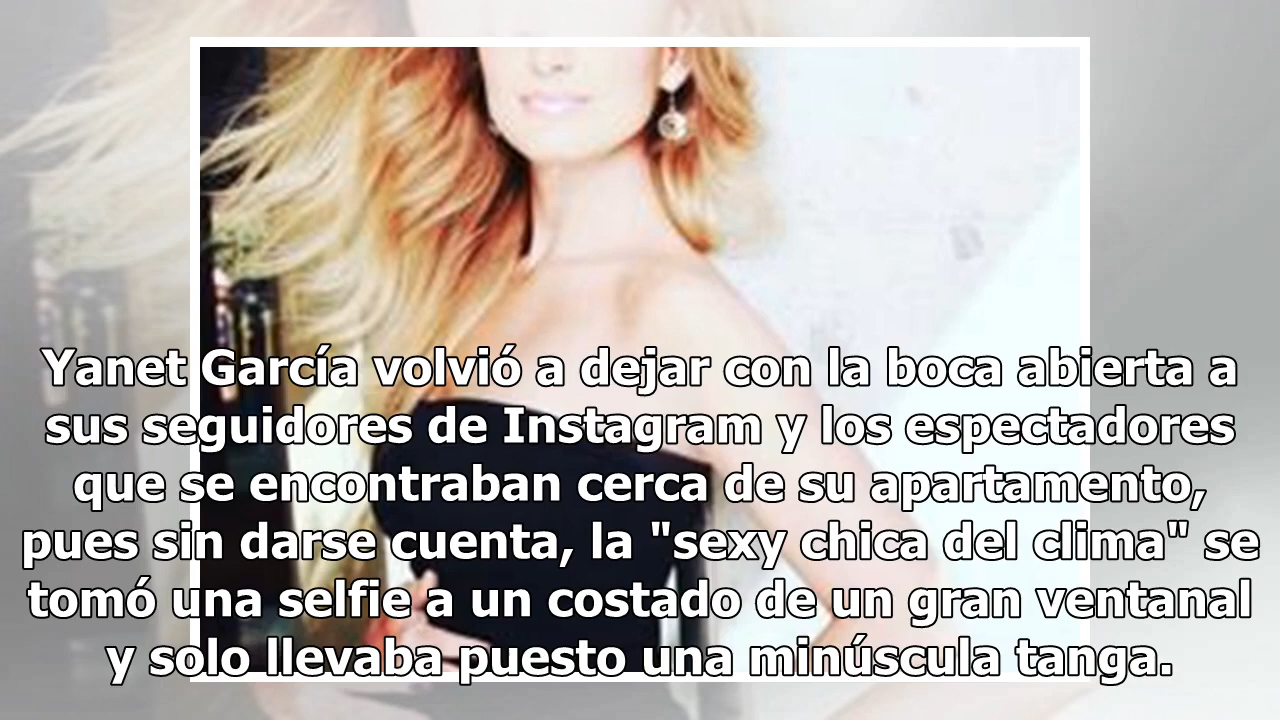 Yanet García volvió a dejar con la boca abierta a
sus seguidores de Instagram y los espectadores
que se encontraban cerca de su apartamento,
pues sin darse cuenta, la "sexy chica del clima" se
tomó una selfie a un costado de un gran ventanal
y solo llevaba puesto una minúscula tanga.